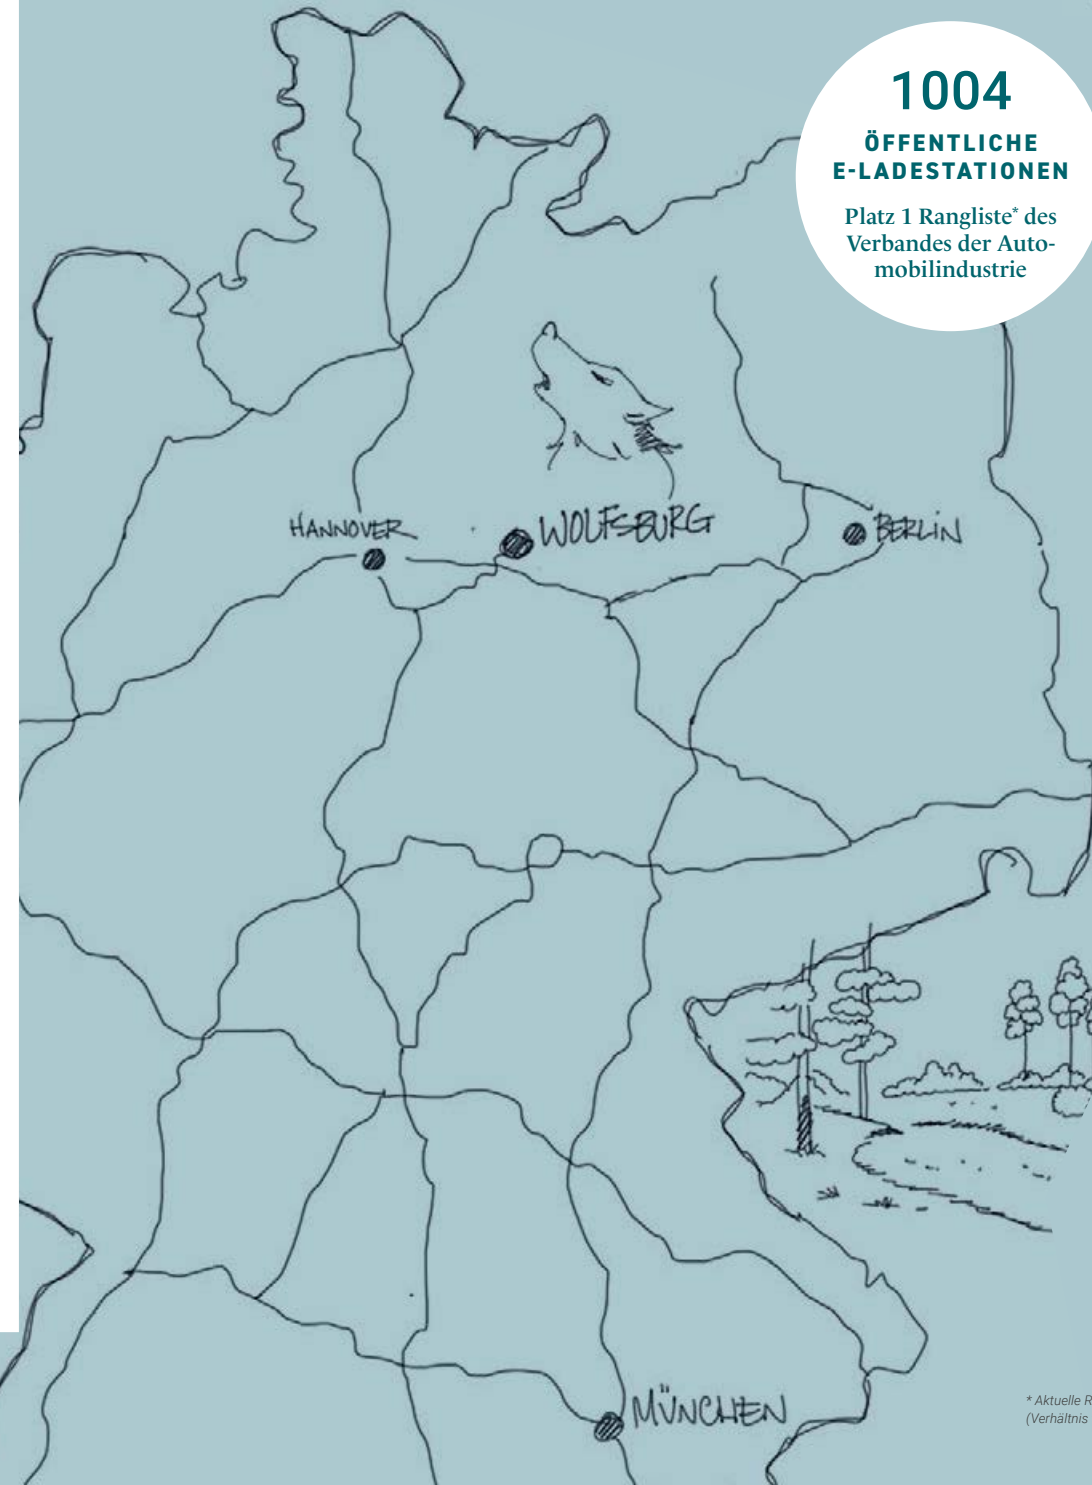 1004
ÖFFENTLICHE
E-LADESTATIONEN
Platz 1 Rangliste* des
Verbandes der Auto-
mobilindustrie
HANNOVER
WOLFSBURG
BERLIN
MÜNCHEN
* Aktuelle
(Verhältnis